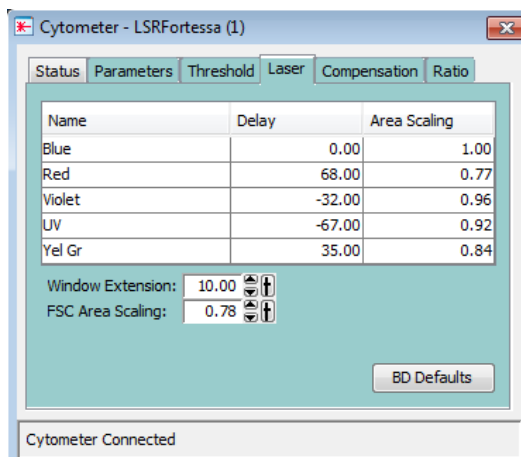 Cytometer - LSRFortessa (1)
Status Parameters Threshold Laser Compensation Ratio
Name Delay Area Scaling
Blue 0.00 1.00
Red 68.00 0.77
Violet -32.00 0.96
UV -67.00 0.92
Yel Gr 35.00 0.84
Window Extension: 10.00
FSC Area Scaling: 0.78
BD Defaults
Cytometer Connected